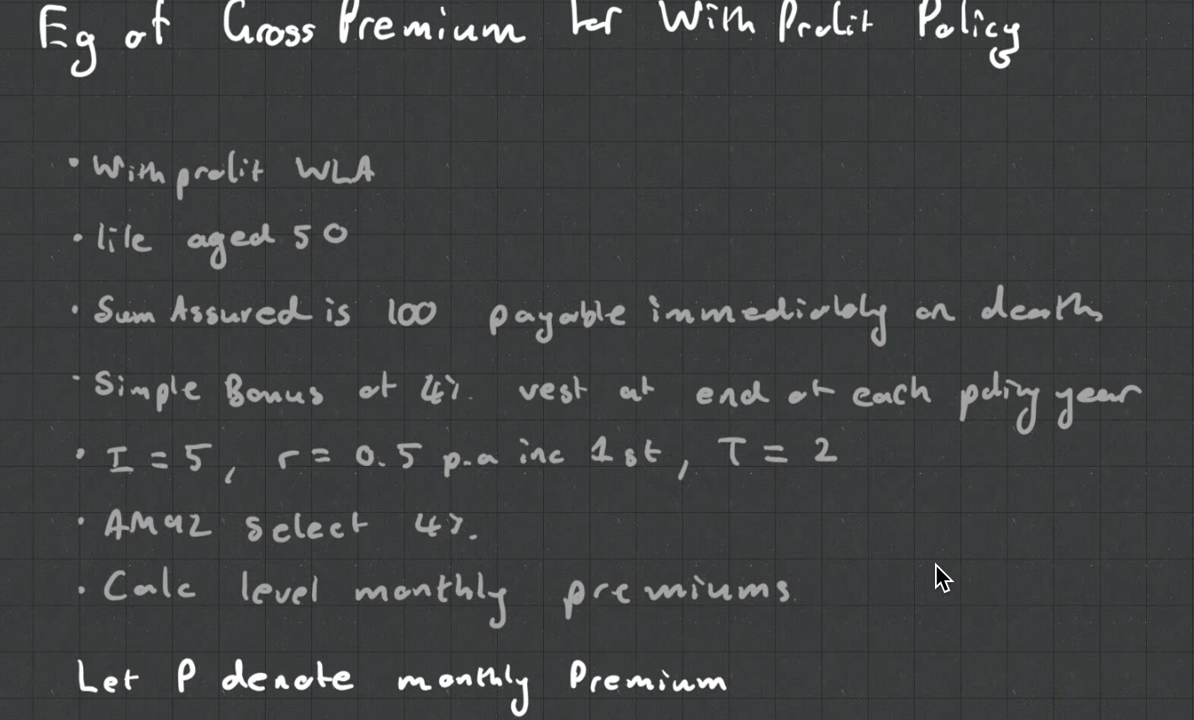 Eg of Gross Premium for With Profit Policy
• With profit WLA
• life aged 50
• Sum Assured is 100 payable immediately on death
• Simple Bonus of 4% vest at end of each policy year
• I = 5, r = 0.5 p.a inc 1st, T = 2
• AM92 select 4%.
• Calc level monthly premiums
Let P denote monthly Premium